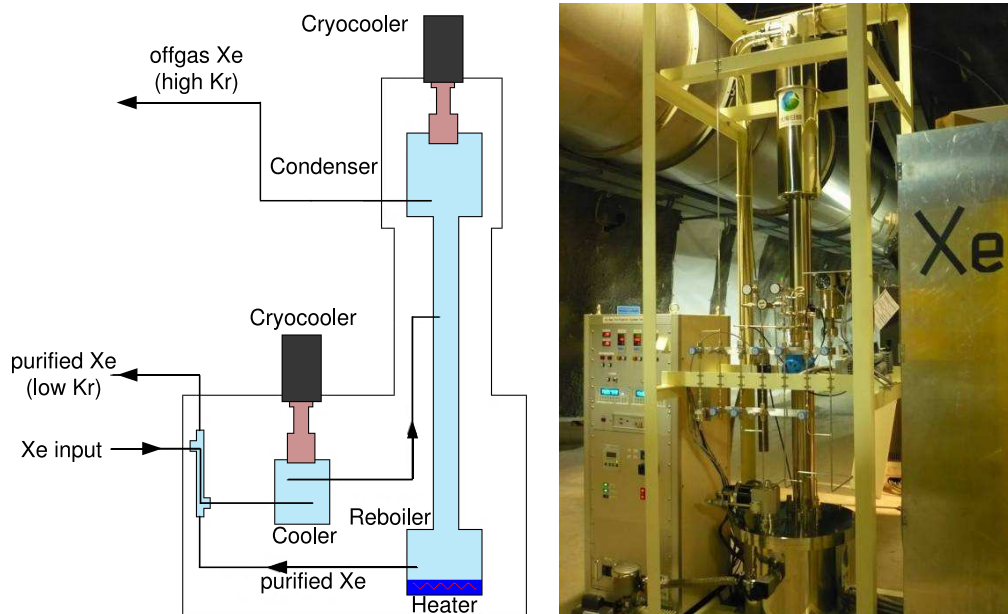 Cryocooler
offgas Xe
(high Kr)
Condenser
Cryocooler
purified Xe
(low Kr)
Xe input
Reboiler
Cooler
purified Xe
Heater
Xe